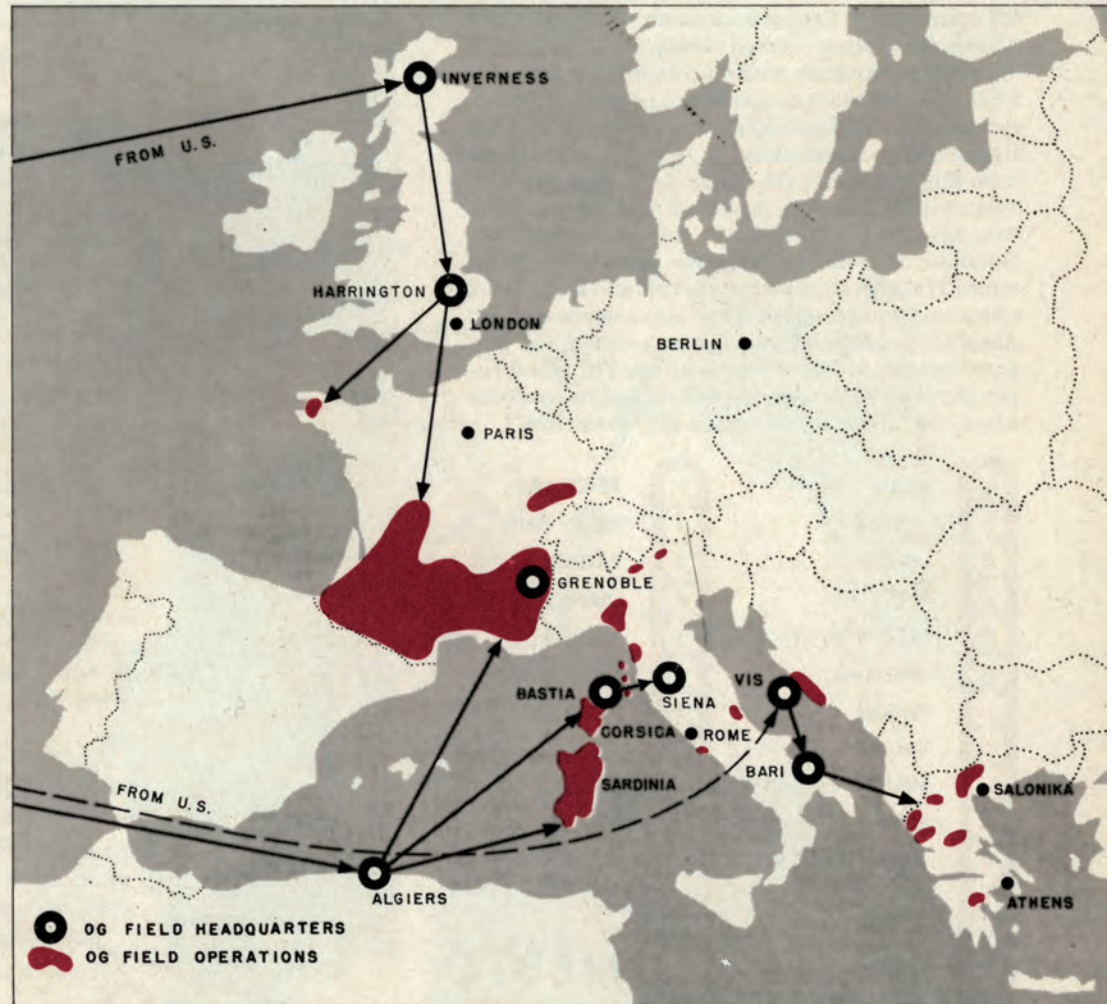 INVERNESS
FROM U.S.
HARRINGTON
LONDON
BERLIN
PARIS
GRENOBLE
BASTIA
SIENA
VIS
CORSICA
ROME
BARI
SARDINIA
SALONIKA
FROM U.S.
ALGIERS
ATHENS
OG FIELD HEADQUARTERS
OG FIELD OPERATIONS